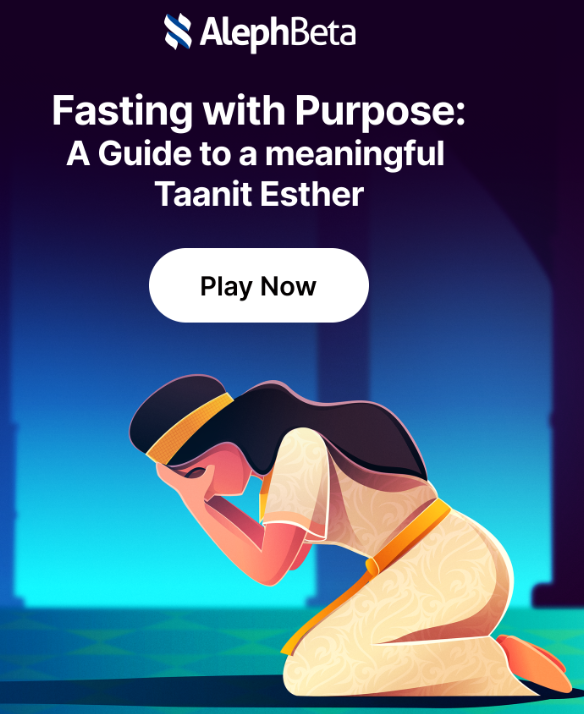 AlephBeta
Fasting with Purpose:
A Guide to a meaningful
Taanit Esther
Play Now